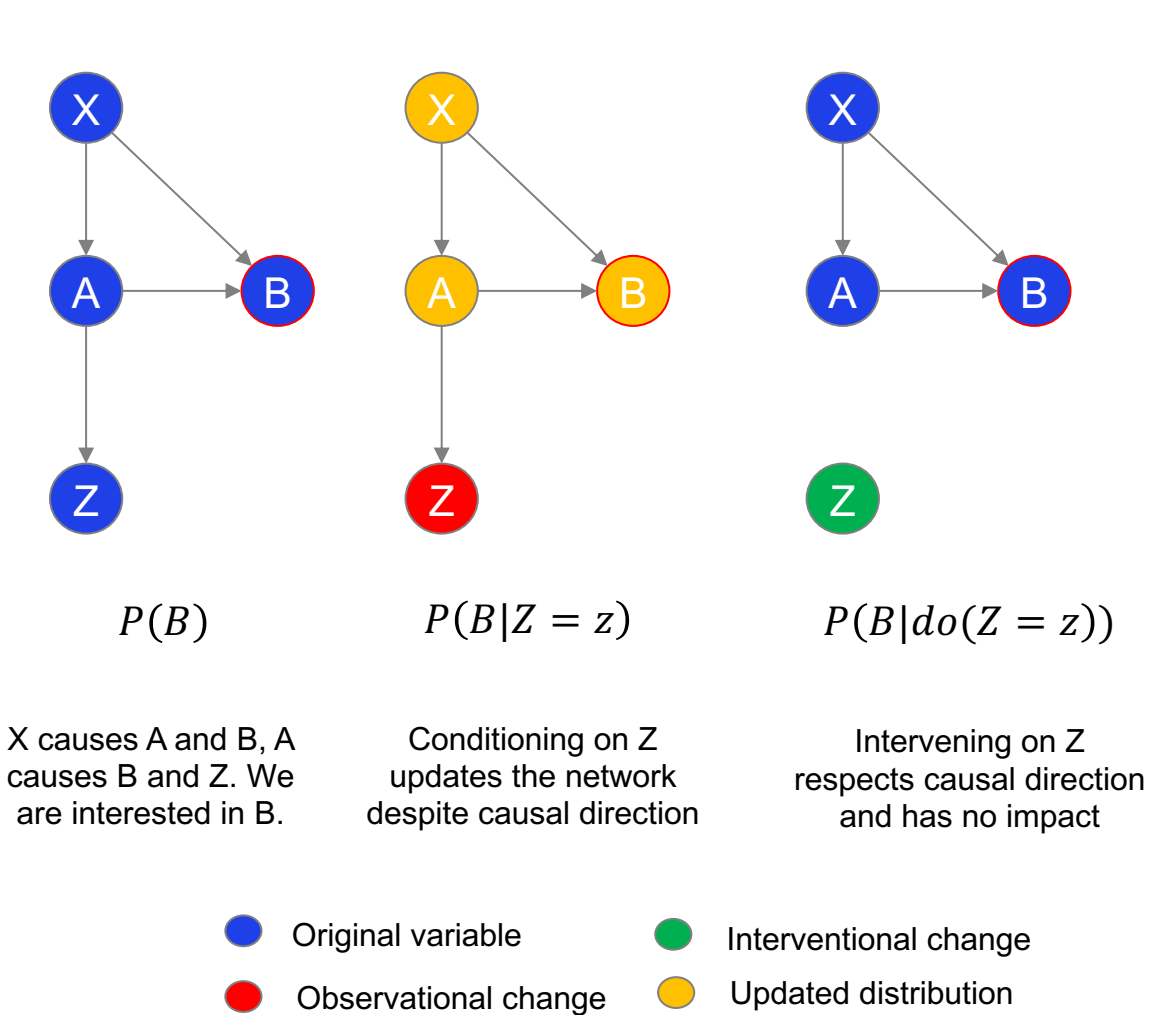 X
X
X
A
B
A
B
A
B
Z
Z
Z
P(B)
P(B|Z = z)
P(B|do(Z = z))
X causes A and B, A
causes B and Z. We
are interested in B.
Conditioning on Z
updates the network
despite causal direction
Intervening on Z
respects causal direction
and has no impact
Original variable
Interventional change
Observational change
Updated distribution